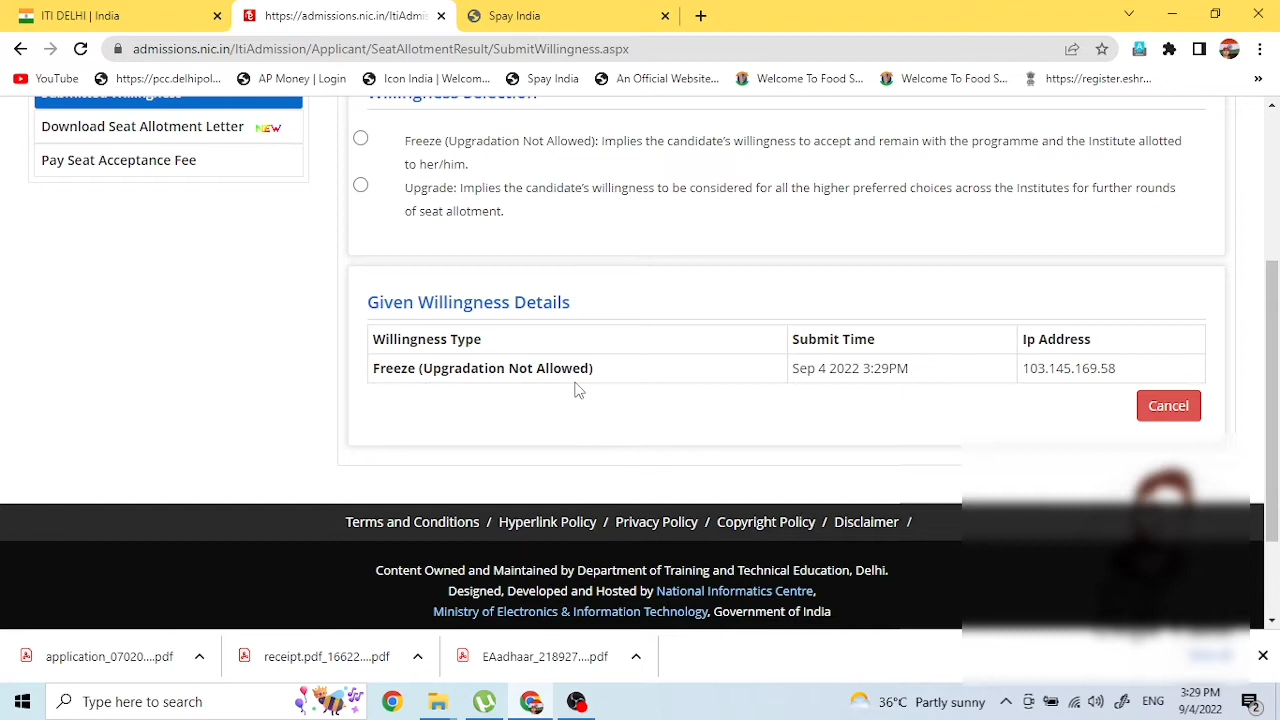 ITI DELHI | India
https://admissions.nic.in/ItiAdmis
Spay India
admissions.nic.in/ItiAdmission/Applicant/SeatAllotmentResult/SubmitWillingness.aspx
YouTube
https://pcc.delhipol...
AP Money | Login
Icon India | Welcom...
Spay India
An Official Website...
Welcome To Food S...
Welcome To Food S...
https://register.eshr...
»
Submitted Willingness
Download Seat Allotment Letter NEW
Pay Seat Acceptance Fee
Willingness Selection
Freeze (Upgradation Not Allowed): Implies the candidate’s willingness to accept and remain with the programme and the Institute allotted
to her/him.
Upgrade: Implies the candidate’s willingness to be considered for all the higher preferred choices across the Institutes for further rounds
of seat allotment.
Given Willingness Details
Willingness Type Submit Time Ip Address
Freeze (Upgradation Not Allowed) Sep 4 2022 3:29PM 103.145.169.58
Cancel
Terms and Conditions / Hyperlink Policy / Privacy Policy / Copyright Policy / Disclaimer /
Content Owned and Maintained by Department of Training and Technical Education, Delhi.
Designed, Developed and Hosted by National Informatics Centre,
Ministry of Electronics & Information Technology, Government of India
application_07020....pdf
receipt.pdf_16622....pdf
EAadhaar_218927....pdf
Type here to search
36°C Partly sunny
ENG
3:29 PM
9/4/2022
2